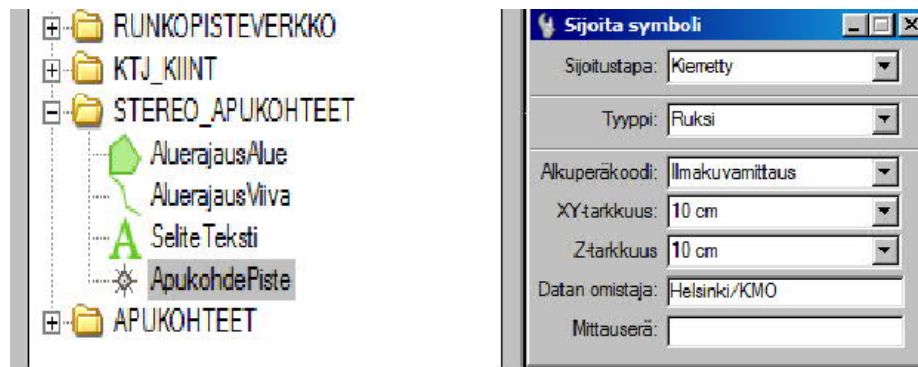 RUNKOPISTEVERKKO
KTJ_KIINT
STEREO_APUKOHTEET
AluerajausAlue
AluerajausViiva
SeliteTeksti
ApukohdePiste
APUKOHTEET
Sijoita symboli
Sijoitustapa: Kierretty
Tyyppi: Ruksi
Alkuperäkoodi: Ilmakuvamittaus
XY-tarkkuus: 10 cm
Z-tarkkuus 10 cm
Datan omistaja: Helsinki/KMO
Mittauserä: